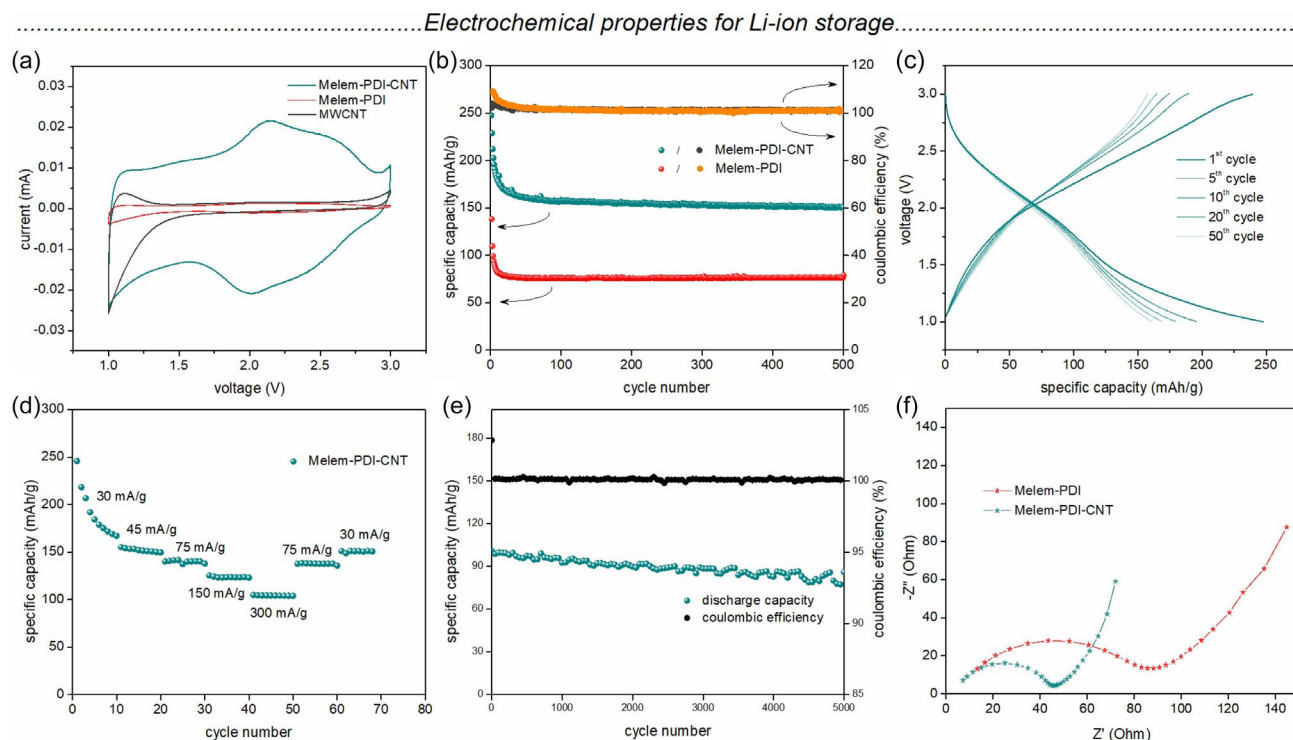 Electrochemical properties for Li-ion storage
(a)
Melem-PDI-CNT
Melem-PDI
MWCNT
0.03
0.02
0.01
0.00
-0.01
-0.02
-0.03
current (mA)
1.0 1.5 2.0 2.5 3.0
voltage (V)
(b)
300
250
200
150
100
50
0
specific capacity (mAh/g)
/ Melem-PDI-CNT
/ Melem-PDI
120
100
80
60
40
20
0
coulombic efficiency (%)
0 100 200 300 400 500
cycle number
(c)
3.0
2.5
2.0
1.5
1.0
voltage (V)
1st cycle
5th cycle
10th cycle
20th cycle
50th cycle
0 50 100 150 200 250
specific capacity (mAh/g)
(d)
300
250
200
150
100
50
0
specific capacity (mAh/g)
Melem-PDI-CNT
30 mA/g
45 mA/g
75 mA/g
150 mA/g
300 mA/g
75 mA/g
30 mA/g
0 10 20 30 40 50 60 70 80
cycle number
(e)
180
150
120
90
60
30
0
specific capacity (mAh/g)
discharge capacity
coulombic efficiency
105
100
95
90
85
coulombic efficiency (%)
0 1000 2000 3000 4000 5000
cycle number
(f)
140
120
100
80
60
40
20
0
-Z" (Ohm)
Melem-PDI
Melem-PDI-CNT
0 20 40 60 80 100 120 140
Z' (Ohm)